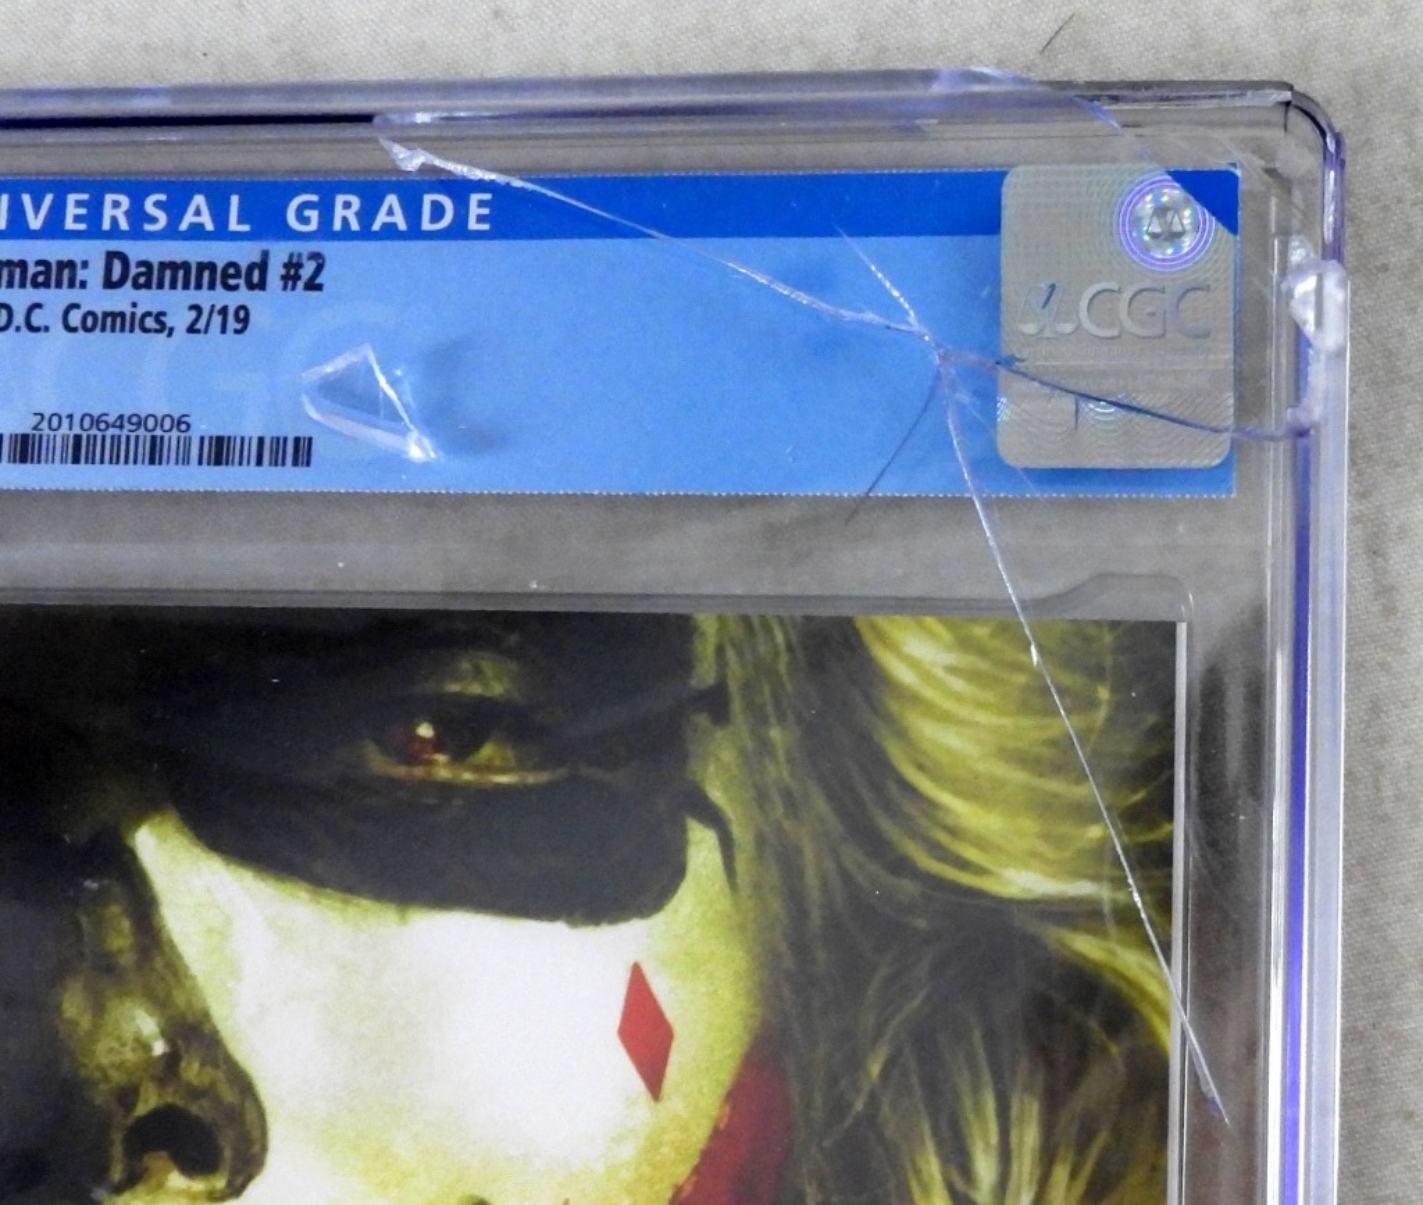 IVERSAL GRADE
man: Damned #2
D.C. Comics, 2/19
2010649006
CGC